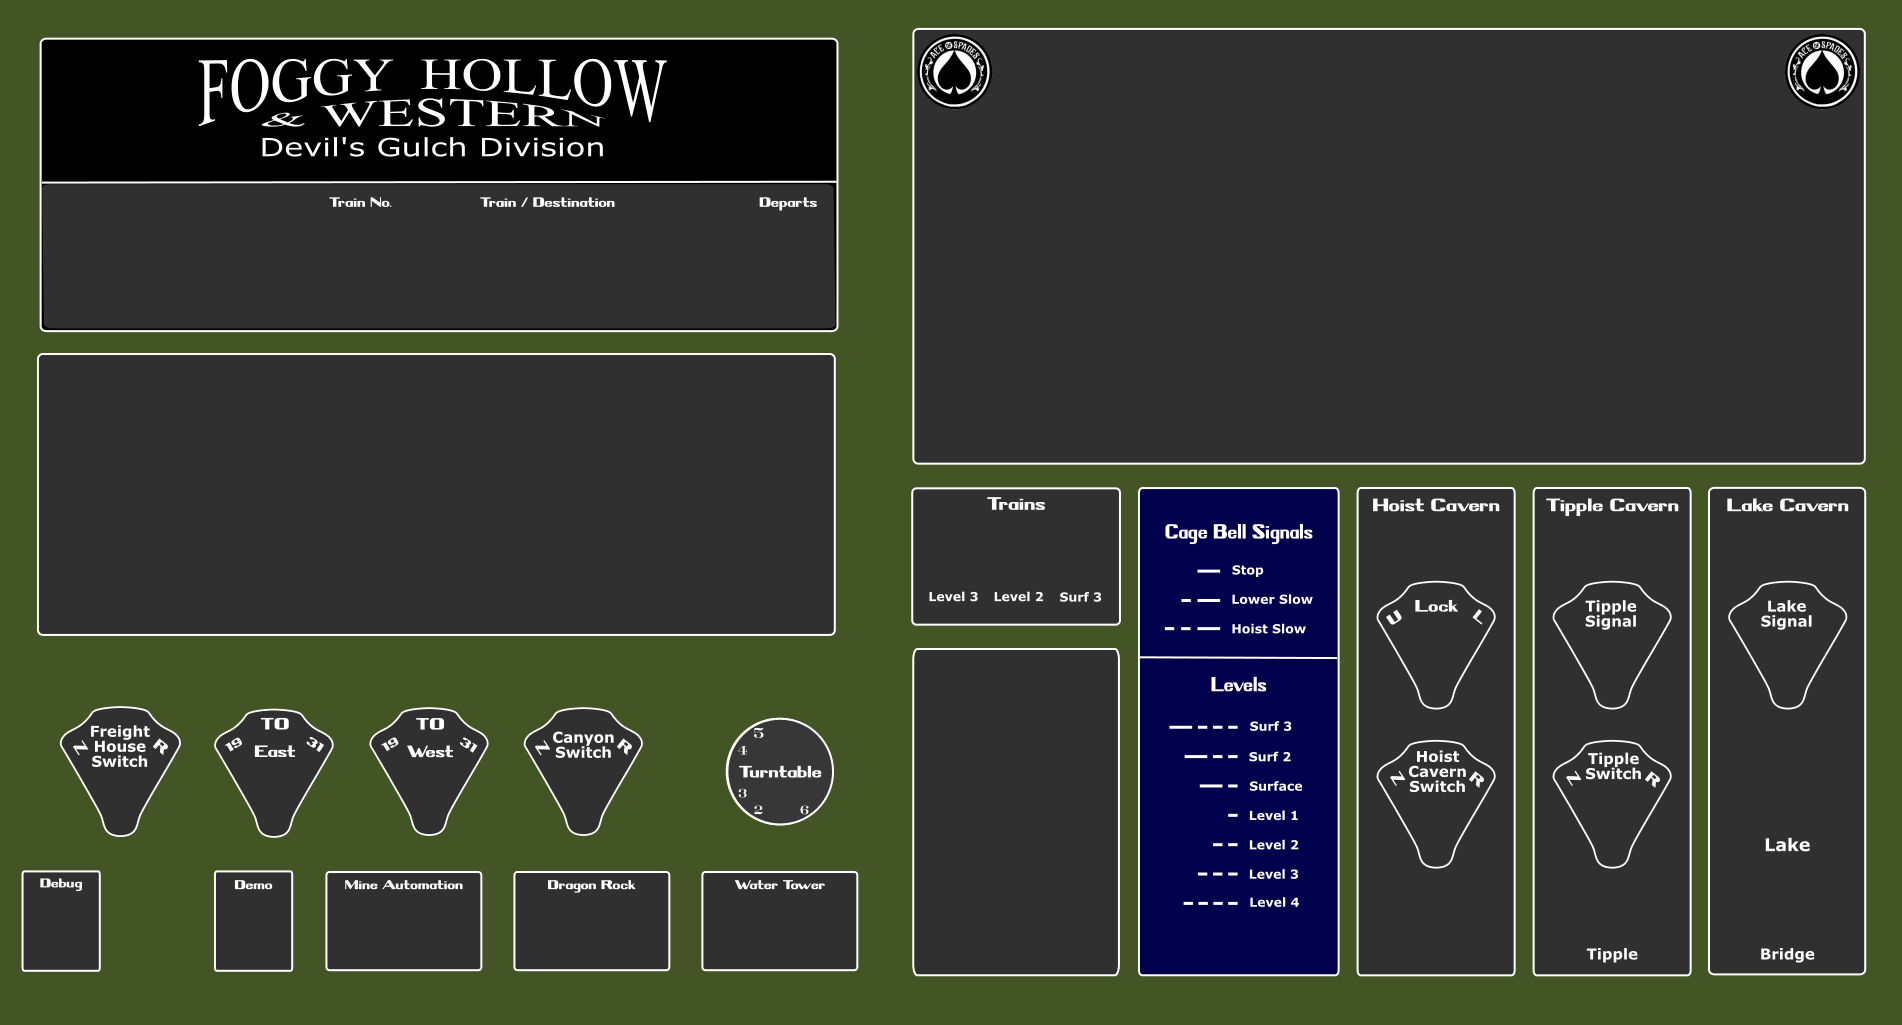 FOGGY HOLLOW
& WESTERN
Devil's Gulch Division
Train No. Train / Destination Departs
ACE OF SPADES
ACE OF SPADES
Trains
Level 3 Level 2 Surf 3
Cage Bell Signals
Stop
Lower Slow
Hoist Slow
Levels
Surf 3
Surf 2
Surface
Level 1
Level 2
Level 3
Level 4
Hoist Cavern
Lock
U L
Hoist
Cavern
Switch
N R
Tipple Cavern
Tipple
Signal
Tipple
Switch
N R
Tipple
Lake Cavern
Lake
Signal
Lake
Bridge
Freight
House
Switch
N R
TO
19 31
East
TO
19 31
West
Canyon
Switch
N R
5
4
Turntable
3
2 6
Debug
Demo
Mine Automation
Dragon Rock
Water Tower